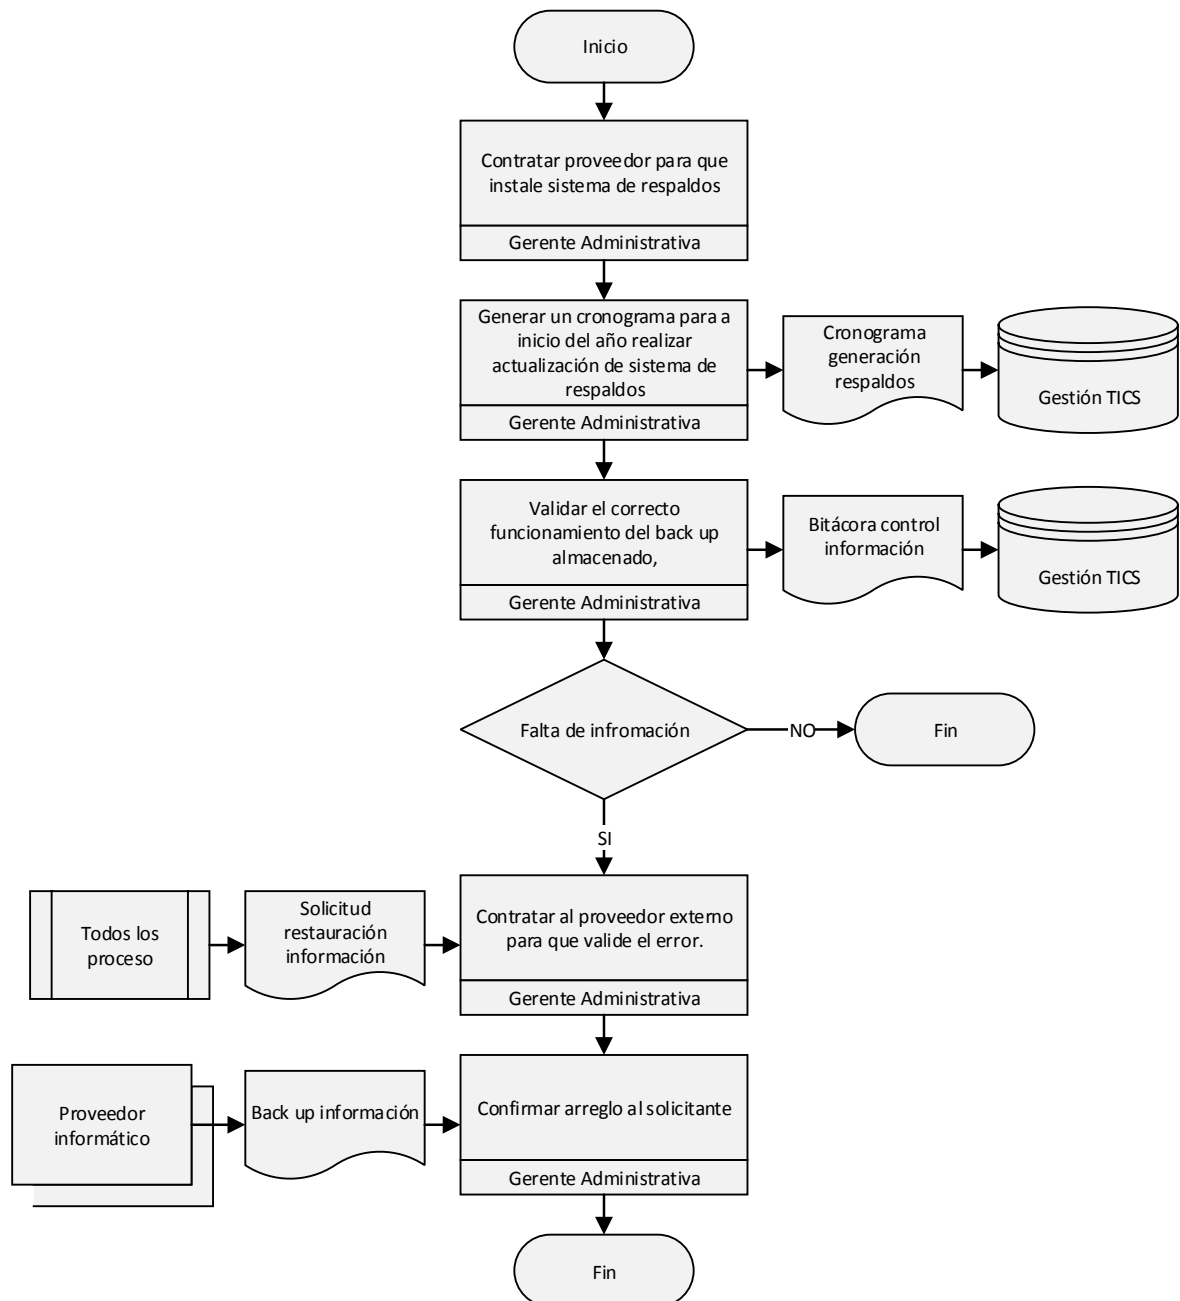 Inicio
Contratar proveedor para que
instale sistema de respaldos
Gerente Administrativa
Generar un cronograma para a
inicio del año realizar
actualización de sistema de
respaldos
Gerente Administrativa
Cronograma
generación
respaldos
Gestión TICS
Validar el correcto
funcionamiento del back up
almacenado,
Gerente Administrativa
Bitácora control
información
Gestión TICS
Falta de infromación
NO
Fin
SI
Todos los
proceso
Solicitud
restauración
información
Contratar al proveedor externo
para que valide el error.
Gerente Administrativa
Proveedor
informático
Back up información
Confirmar arreglo al solicitante
Gerente Administrativa
Fin